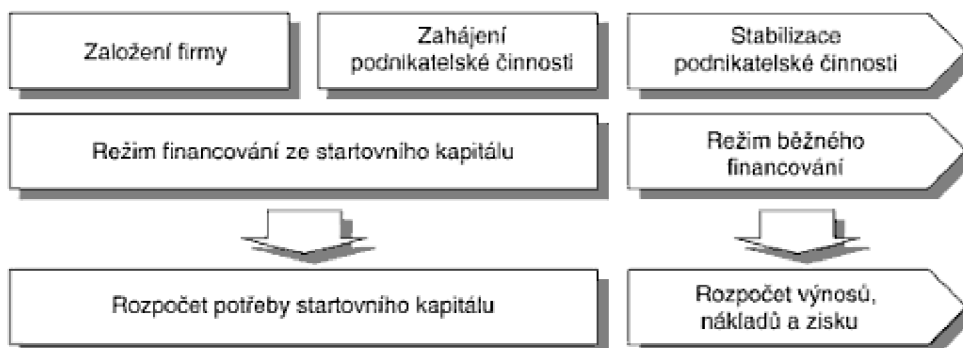 Založení firmy
Zahájení
podnikatelské činnosti
Stabilizace
podnikatelské činnosti
Režim financování ze startovního kapitálu
Režim běžného
financování
Rozpočet potřeby startovního kapitálu
Rozpočet výnosů,
nákladů a zisku